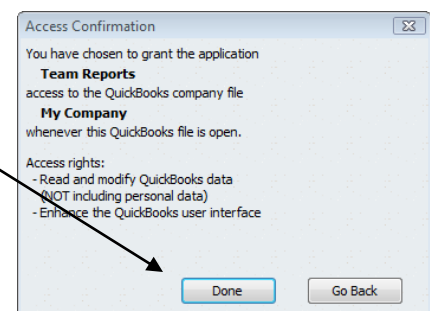 Access Confirmation
You have chosen to grant the application
Team Reports
access to the QuickBooks company file
My Company
whenever this QuickBooks file is open.
Access rights:
- Read and modify QuickBooks data
(NOT including personal data)
- Enhance the QuickBooks user interface
Done Go Back